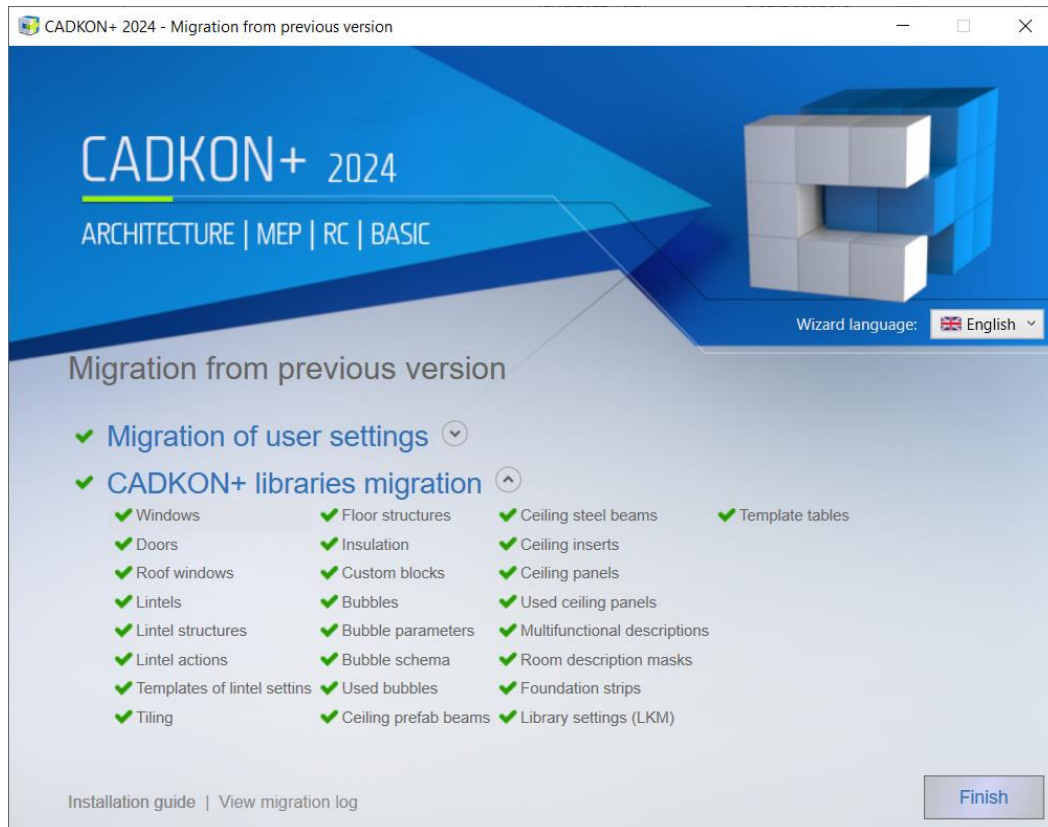 CADKON+ 2024 - Migration from previous version
CADKON+ 2024
ARCHITECTURE | MEP | RC | BASIC
Wizard language: English
Migration from previous version
Migration of user settings
CADKON+ libraries migration
Windows Floor structures Ceiling steel beams Template tables
Doors Insulation Ceiling inserts
Roof windows Custom blocks Ceiling panels
Lintels Bubbles Used ceiling panels
Lintel structures Bubble parameters Multifunctional descriptions
Lintel actions Bubble schema Room description masks
Templates of lintel settins Used bubbles Foundation strips
Tiling Ceiling prefab beams Library settings (LKM)
Installation guide | View migration log
Finish